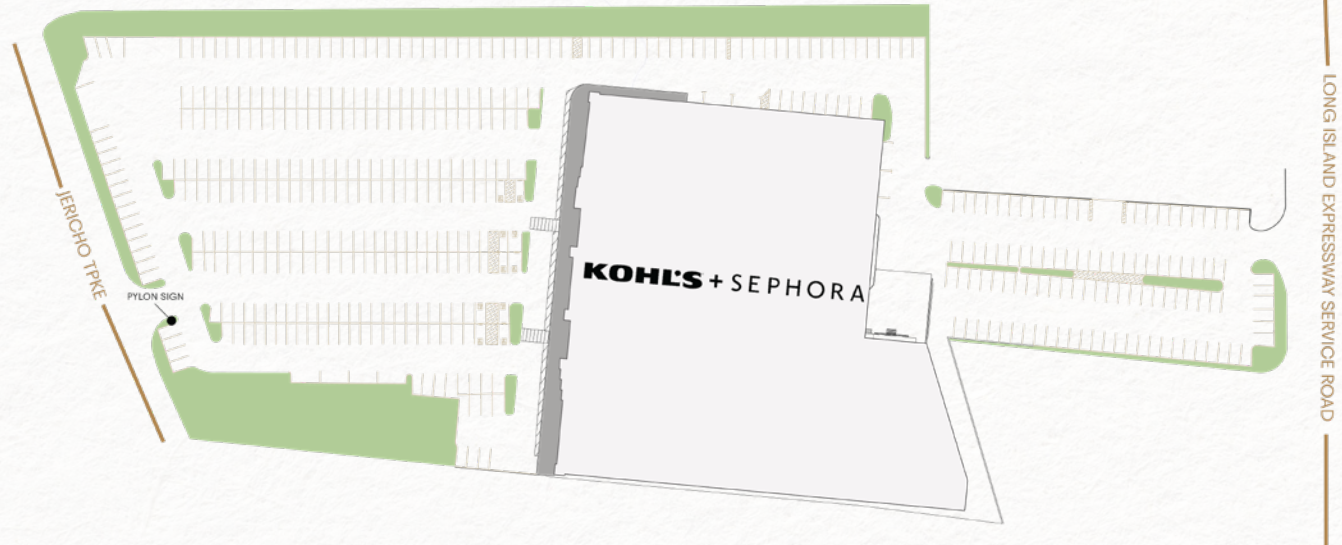 JERICHO TPKE
PYLON SIGN
KOHL'S + SEPHORA
LONG ISLAND EXPRESSWAY SERVICE ROAD